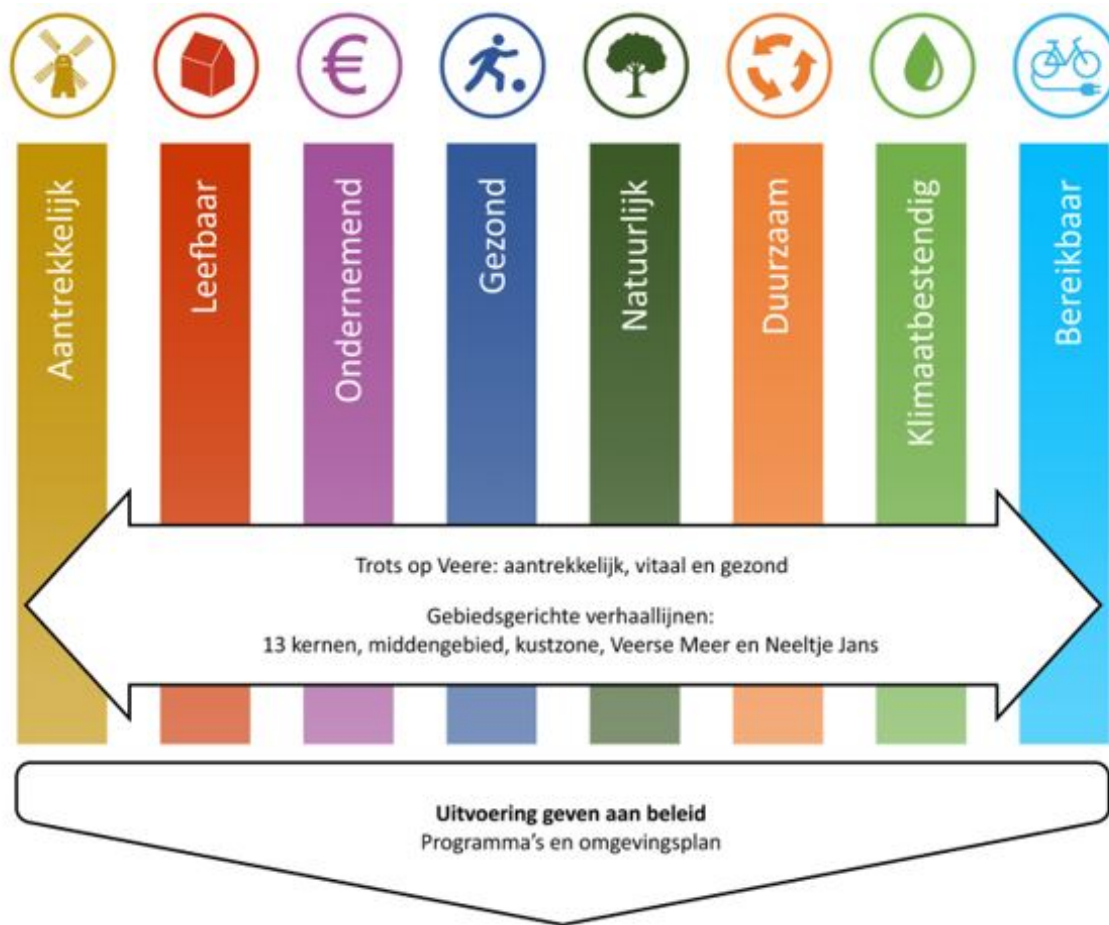 Aantrekkelijk
Leefbaar
Ondernemend
Gezond
Natuurlijk
Duurzaam
Klimaatbestendig
Bereikbaar
Trots op Veere: aantrekkelijk, vitaal en gezond
Gebiedsgerichte verhaallijnen:
13 kernen, middengebied, kustzone, Veerse Meer en Neeltje Jans
Uitvoering geven aan beleid
Programma's en omgevingsplan